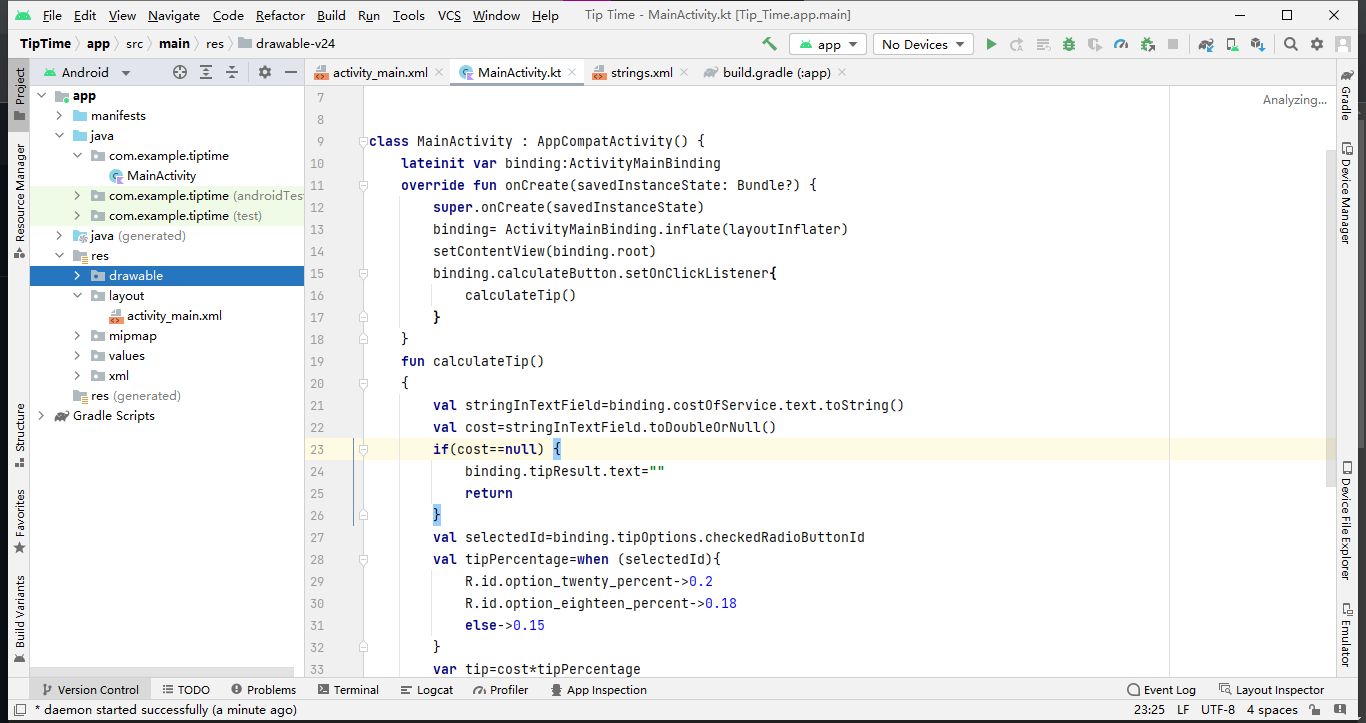 File Edit View Navigate Code Refactor Build Run Tools VCS Window Help Tip Time - MainActivity.kt [Tip_Time.app.main]
TipTime app src main res drawable-v24 app No Devices
Project Android activity_main.xml MainActivity.kt strings.xml build.gradle (:app) Gradle
app
manifests
java
com.example.tiptime
MainActivity
com.example.tiptime (androidTes
com.example.tiptime (test)
java (generated)
res
drawable
layout
activity_main.xml
mipmap
values
xml
res (generated)
Gradle Scripts
Resource Manager
Structure
Favorites
Build Variants
Analyzing...
7
8
9 class MainActivity : AppCompatActivity() {
10 lateinit var binding:ActivityMainBinding
11 override fun onCreate(savedInstanceState: Bundle?) {
12 super.onCreate(savedInstanceState)
13 binding= ActivityMainBinding.inflate(layoutInflater)
14 setContentView(binding.root)
15 binding.calculateButton.setOnClickListener{
16 calculateTip()
17 }
18 }
19 fun calculateTip()
20 {
21 val stringInTextField=binding.costOfService.text.toString()
22 val cost=stringInTextField.toDoubleOrNull()
23 if(cost==null) {
24 binding.tipResult.text=""
25 return
26 }
27 val selectedId=binding.tipOptions.checkedRadioButtonId
28 val tipPercentage=when (selectedId){
29 R.id.option_twenty_percent->0.2
30 R.id.option_eighteen_percent->0.18
31 else->0.15
32 }
33 var tip=cost*tipPercentage
Device Manager
Device File Explorer
Emulator
Version Control TODO Problems Terminal Logcat Profiler App Inspection Event Log Layout Inspector
* daemon started successfully (a minute ago) 23:25 LF UTF-8 4 spaces